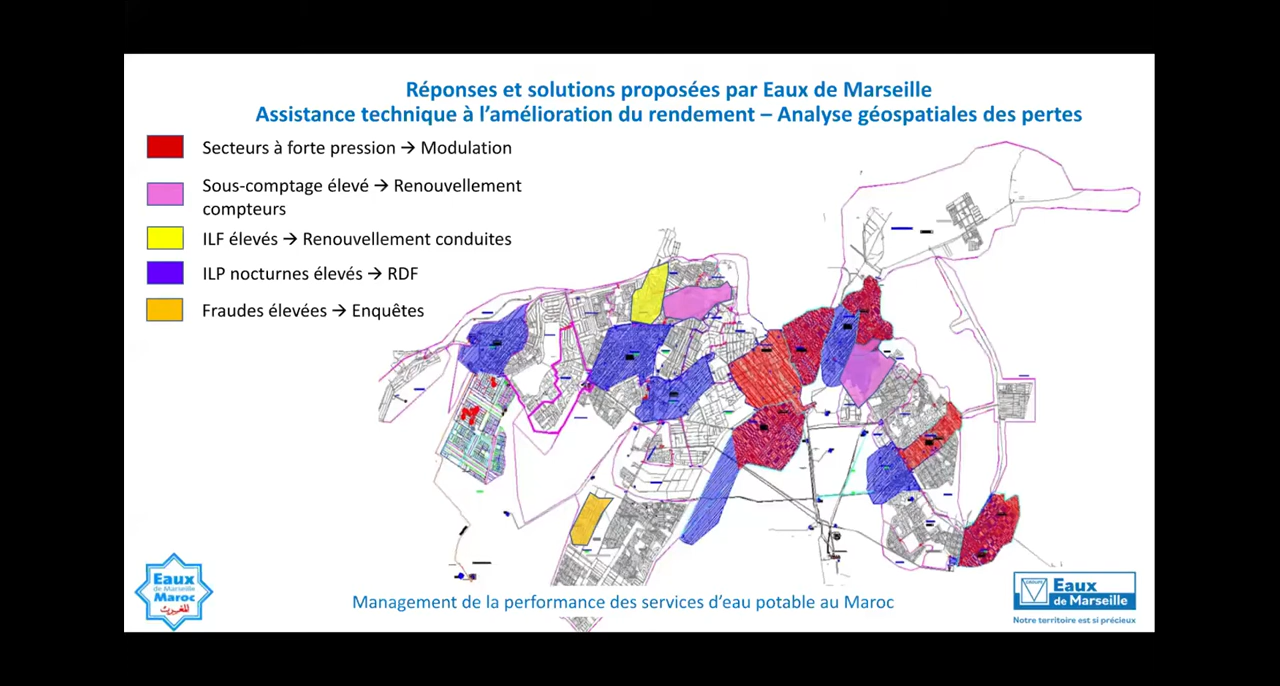 Réponses et solutions proposées par Eaux de Marseille
Assistance technique à l’amélioration du rendement – Analyse géospatiales des pertes
Secteurs à forte pression → Modulation
Sous-comptage élevé → Renouvellement
compteurs
ILF élevés → Renouvellement conduites
ILP nocturnes élevés → RDF
Fraudes élevées → Enquêtes
Eaux
de Marseille
Maroc
Management de la performance des services d’eau potable au Maroc
Eaux
de Marseille
Notre territoire est si précieux